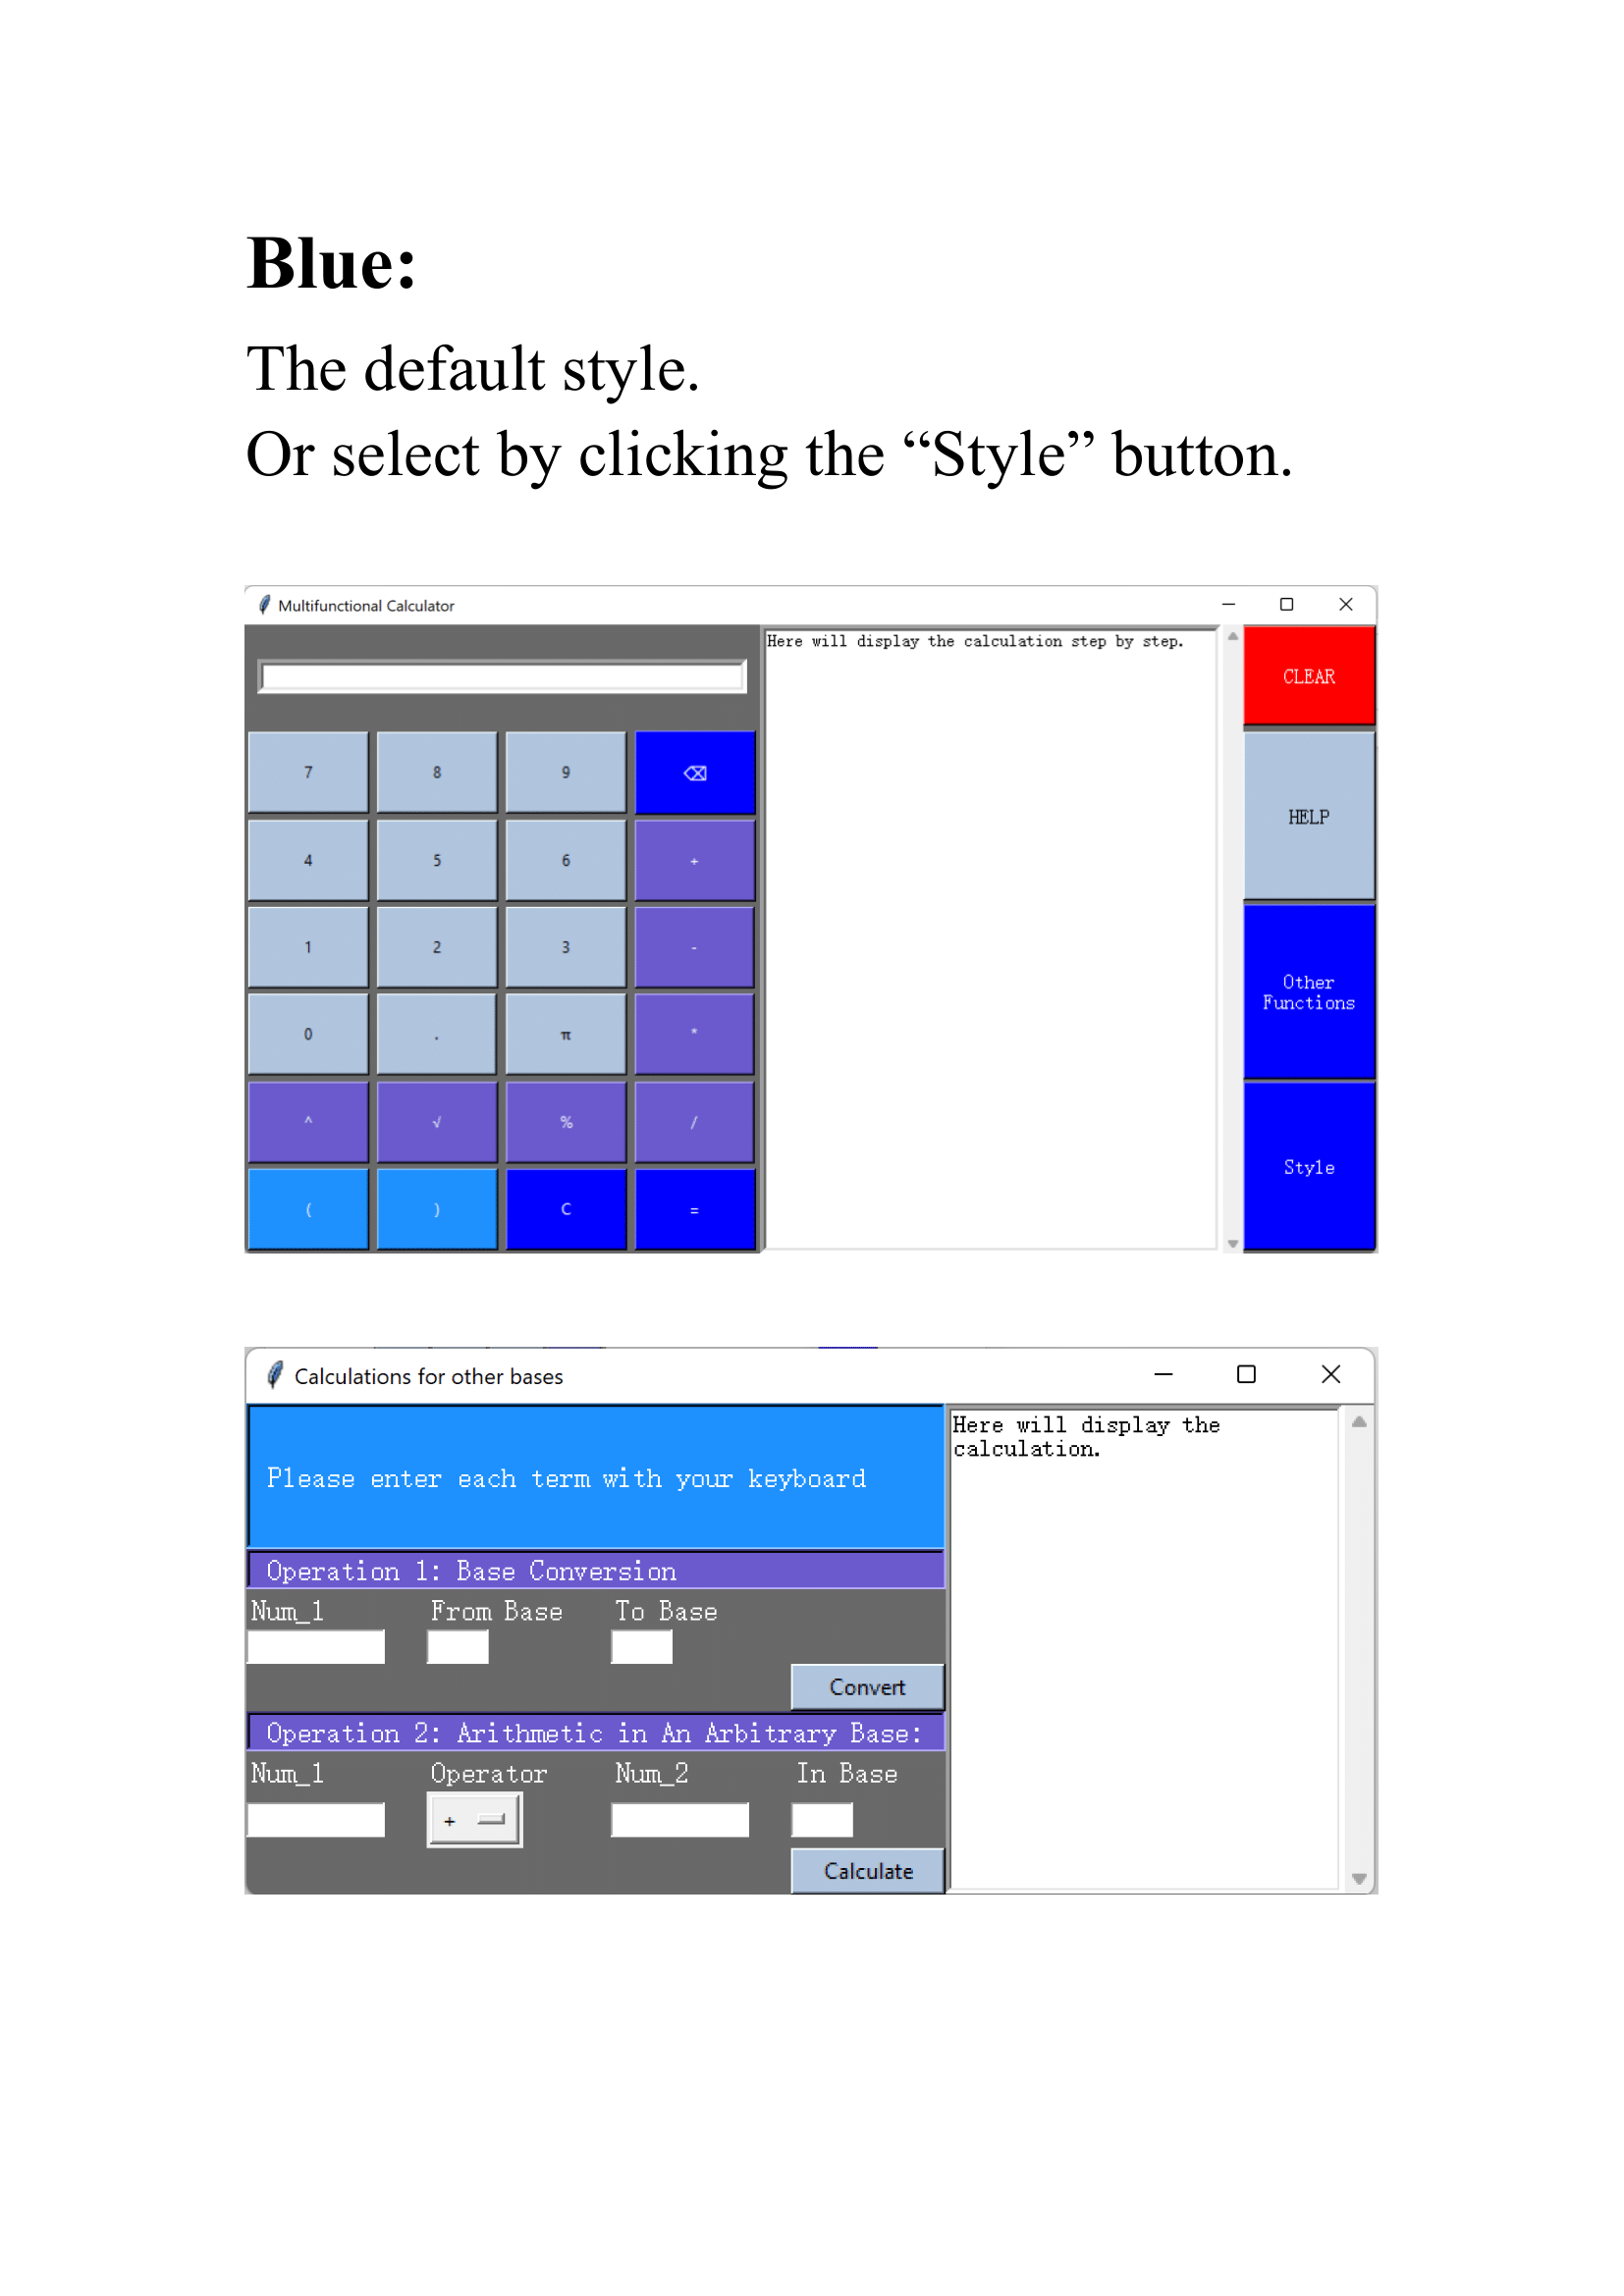 Blue:
The default style.
Or select by clicking the “Style” button.
Multifunctional Calculator
Here will display the calculation step by step.
CLEAR
7 8 9 ⌫
HELP
4 5 6 +
1 2 3 -
Other
Functions
0 . π *
^ √ % /
Style
( ) C =
Calculations for other bases
Here will display the
calculation.
Please enter each term with your keyboard
Operation 1: Base Conversion
Num_1 From Base To Base
Convert
Operation 2: Arithmetic in An Arbitrary Base:
Num_1 Operator Num_2 In Base
+
Calculate